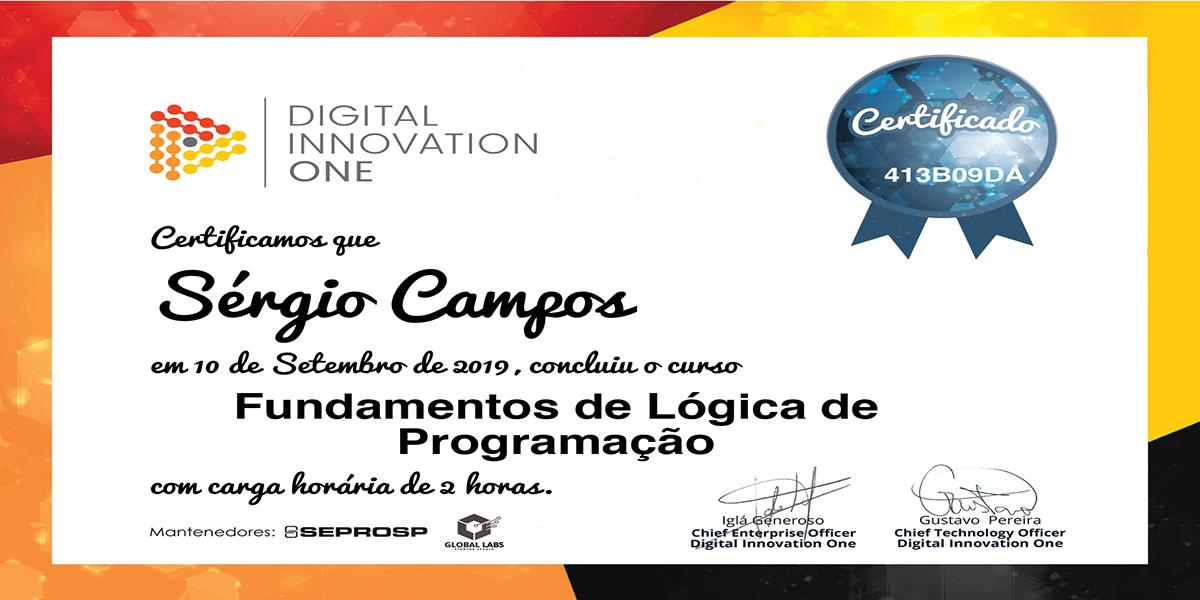 DIGITAL
INNOVATION
ONE
Certificado
413B09DA
Certificamos que
Sérgio Campos
em 10 de Setembro de 2019, concluiu o curso
Fundamentos de Lógica de
Programação
com carga horária de 2 horas.
Mantenedores: SEPROSP
GLOBAL LABS
STARTUP STUDIO
Iglá Generoso
Chief Enterprise Officer
Digital Innovation One
Gustavo Pereira
Chief Technology Officer
Digital Innovation One